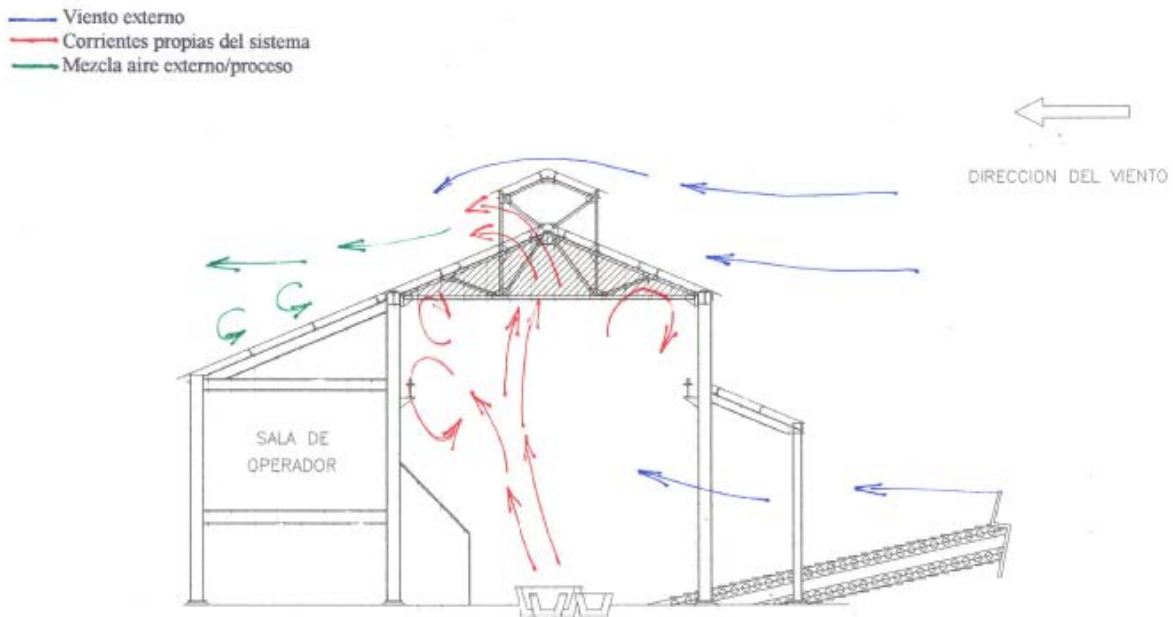 Viento externo
Corrientes propias del sistema
Mezcla aire externo/proceso
DIRECCION DEL VIENTO
SALA DE
OPERADOR